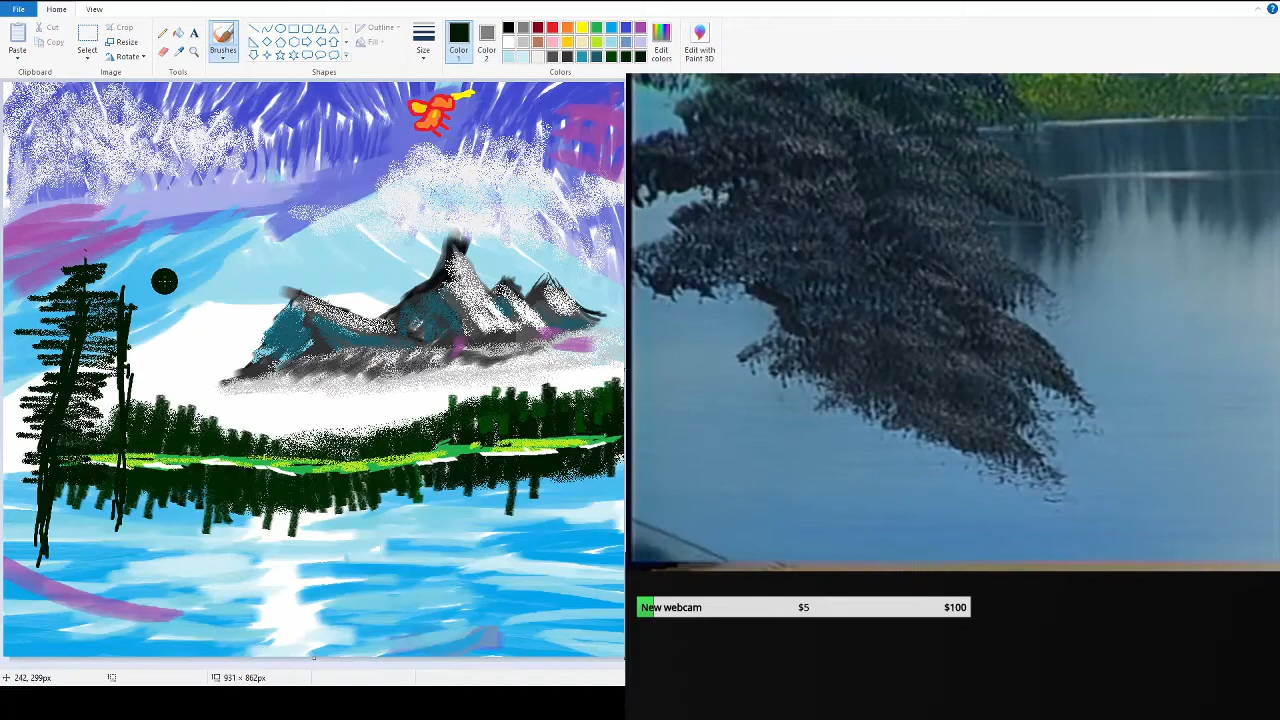 File Home View
Paste Cut Copy Select Crop Resize Rotate Brushes Outline Fill Size Color 1 Color 2 Edit colors Edit with Paint 3D
Clipboard Image Tools Shapes Colors
New webcam $5 $100
242, 299px 931 × 862px